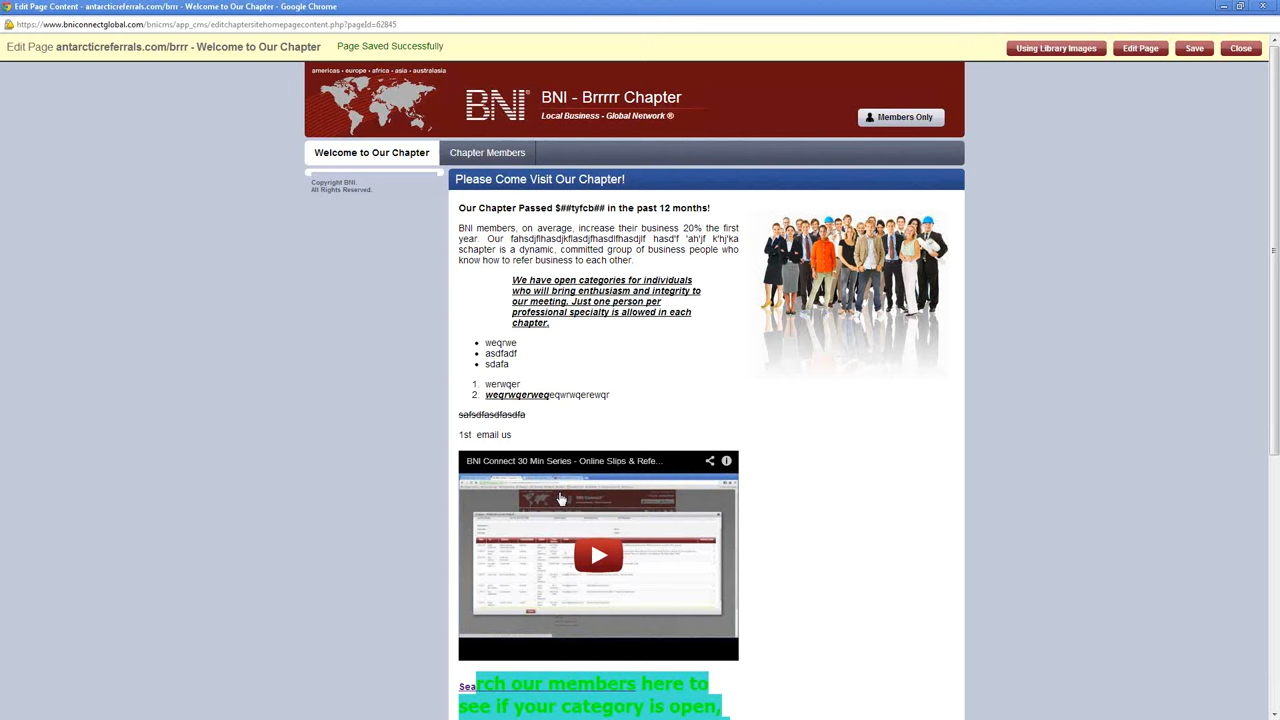 Edit Page Content - antarcticreferrals.com/brrr - Welcome to Our Chapter - Google Chrome
https://www.bniconnectglobal.com/bnicms/app_cms/editchaptersitehomepagecontent.php?pageId=62845
Edit Page antarcticreferrals.com/brrr - Welcome to Our Chapter Page Saved Successfully Using Library Images Edit Page Save Close
americas - europe - africa - asia - australasia
BNI® BNI - Brrrrr Chapter
Local Business - Global Network ®
Members Only
Welcome to Our Chapter Chapter Members
Copyright BNI.
All Rights Reserved.
Please Come Visit Our Chapter!
Our Chapter Passed $##tyfcb## in the past 12 months!
BNI members, on average, increase their business 20% the first
year. Our fahsdjflhasdjkflasdjfhasdlfhasdjlf hasd'f 'ah'jf k'hj'ka
schapter is a dynamic, committed group of business people who
know how to refer business to each other.
We have open categories for individuals
who will bring enthusiasm and integrity to
our meeting. Just one person per
professional specialty is allowed in each
chapter.
• weqrwe
• asdfadf
• sdafa
1. werwqer
2. weqrwqerweqeqwrwqerewqr
safsdfasdfasdfa
1st email us
BNI Connect 30 Min Series - Online Slips & Refe...
Search our members here to
see if your category is open,